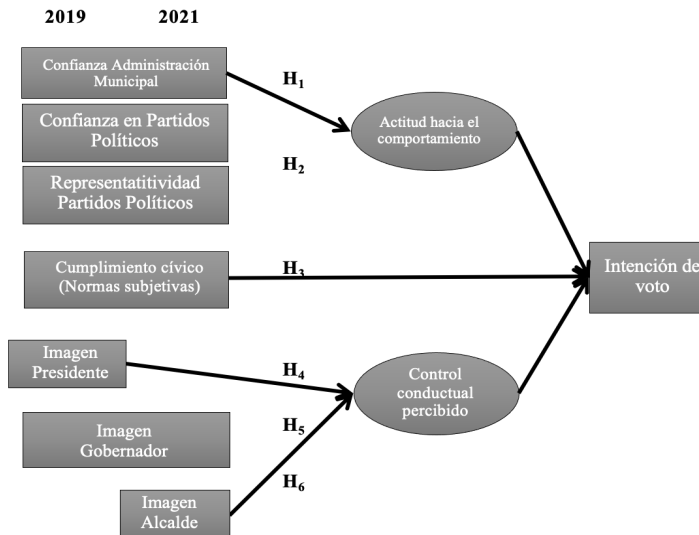 2019 2021
Confianza Administración
Municipal
H1
Actitud hacia el
comportamiento
Confianza en Partidos
Políticos
H2
Representatitividad
Partidos Políticos
Cumplimiento cívico
(Normas subjetivas)
H3
Intención de
voto
Imagen
Presidente
H4
Control
conductual
percibido
Imagen
Gobernador
H5
H6
Imagen
Alcalde